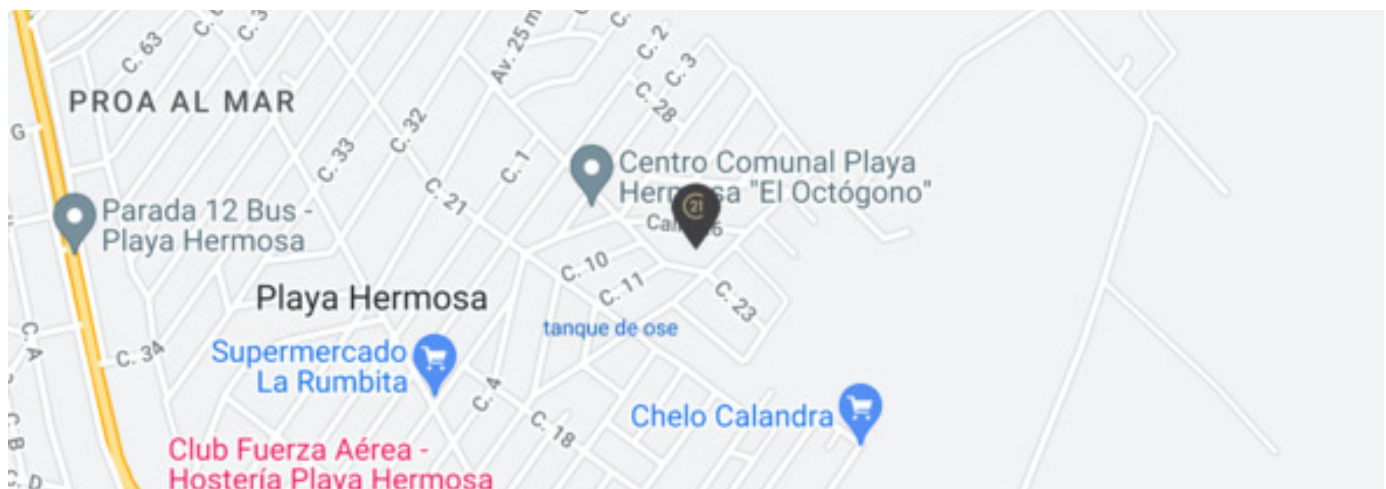 C. 63
PROA AL MAR
G
C. 33
C. 32
C. 21
C. 1
Av. 25 m
C. 2
C. 3
C. 28
Centro Comunal Playa
Hermosa "El Octógono"
21
Parada 12 Bus -
Playa Hermosa
C. 10
C. 11
C. 23
Playa Hermosa
tanque de ose
C. A
C. 34
Supermercado
La Rumbita
C. 4
C. 18
Chelo Calandra
C. B
Club Fuerza Aérea -
Hostería Playa Hermosa